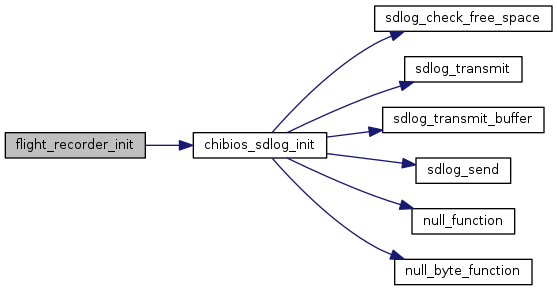 flight_recorder_init
chibios_sdlog_init
sdlog_check_free_space
sdlog_transmit
sdlog_transmit_buffer
sdlog_send
null_function
null_byte_function